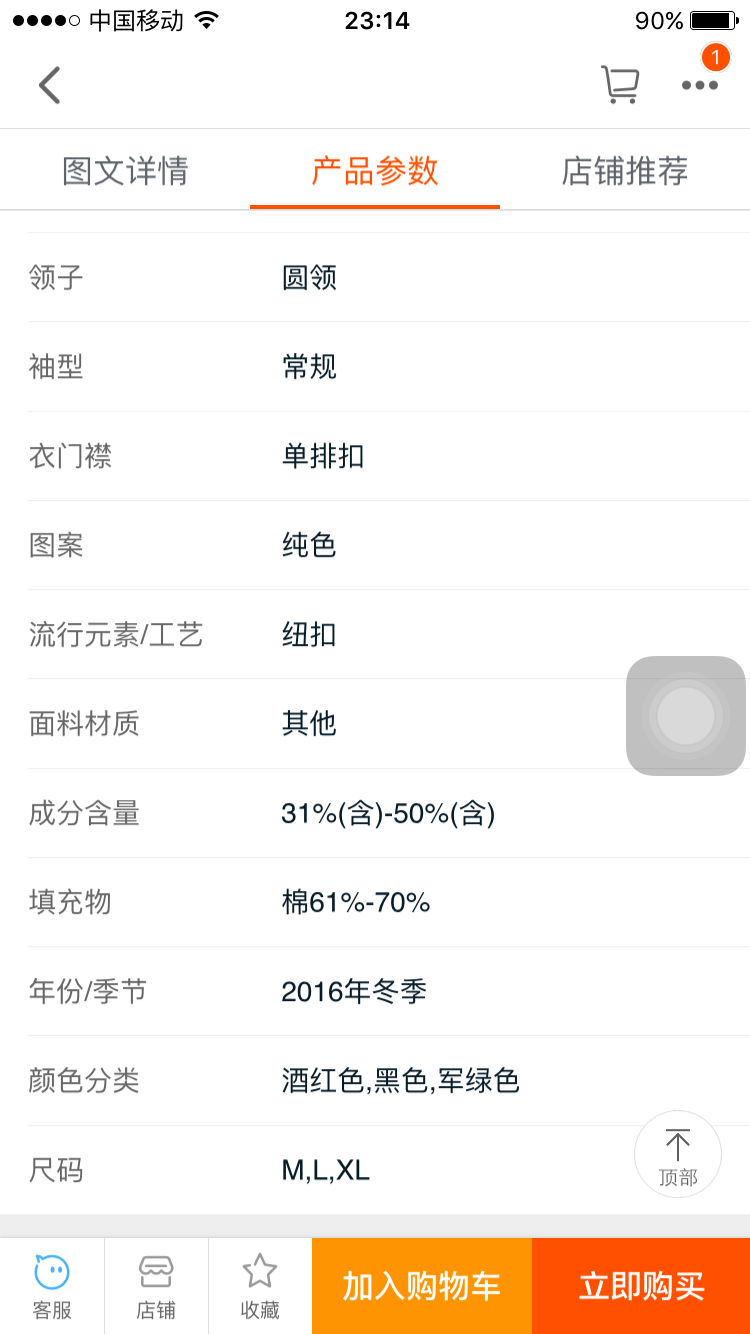 中国移动 23:14 90%
1
图文详情 产品参数 店铺推荐
领子 圆领
袖型 常规
衣门襟 单排扣
图案 纯色
流行元素/工艺 纽扣
面料材质 其他
成分含量 31%(含)-50%(含)
填充物 棉61%-70%
年份/季节 2016年冬季
颜色分类 酒红色,黑色,军绿色
尺码 M,L,XL
顶部
客服 店铺 收藏 加入购物车 立即购买